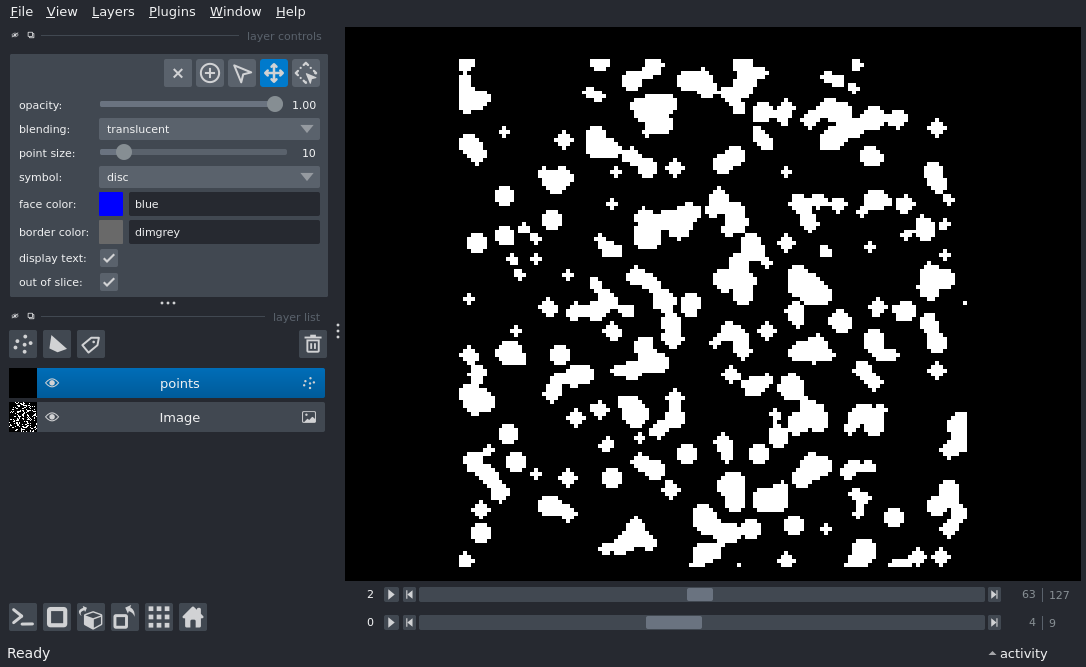 File View Layers Plugins Window Help
layer controls
opacity: 1.00
blending: translucent
point size: 10
symbol: disc
face color: blue
border color: dimgrey
display text:
out of slice:
layer list
points
Image
2 63 127
0 4 9
Ready activity